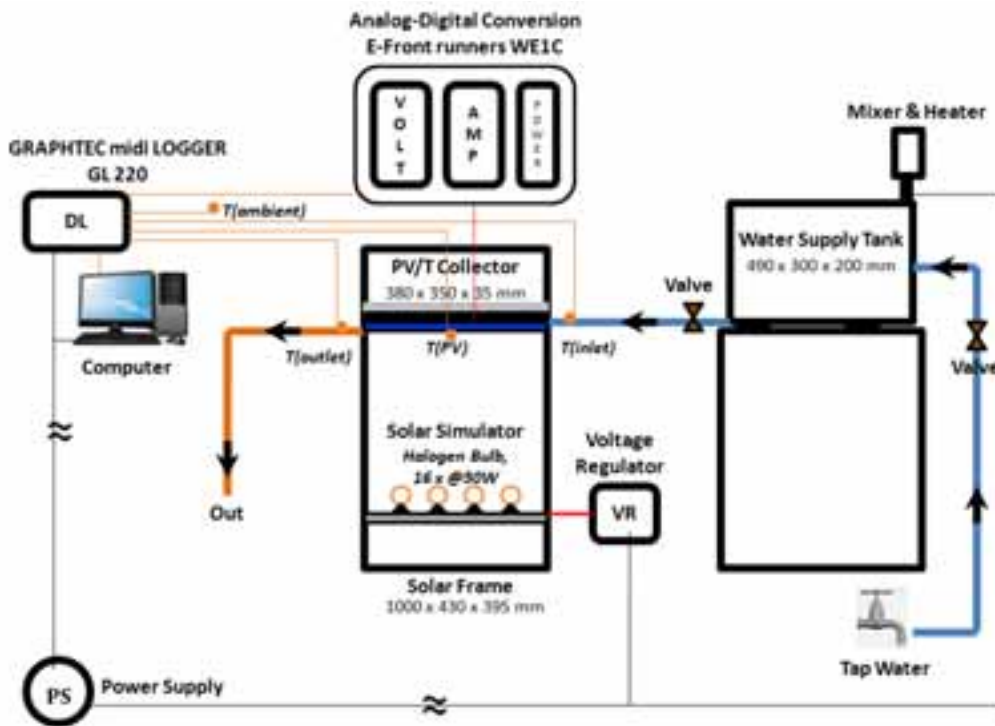 Analog-Digital Conversion
E-Front runners WE1C
VOLT
AMP
POWER
Mixer & Heater
GRAPHTEC midi LOGGER
GL 220
DL
T(ambient)
Water Supply Tank
490 x 300 x 200 mm
PV/T Collector
380 x 350 x 35 mm
Valve
T(outlet)
T(PV)
T(inlet)
Valve
Computer
Solar Simulator
Halogen Bulb,
16 x @50W
Voltage
Regulator
VR
Out
Solar Frame
1000 x 430 x 395 mm
Tap Water
PS
Power Supply